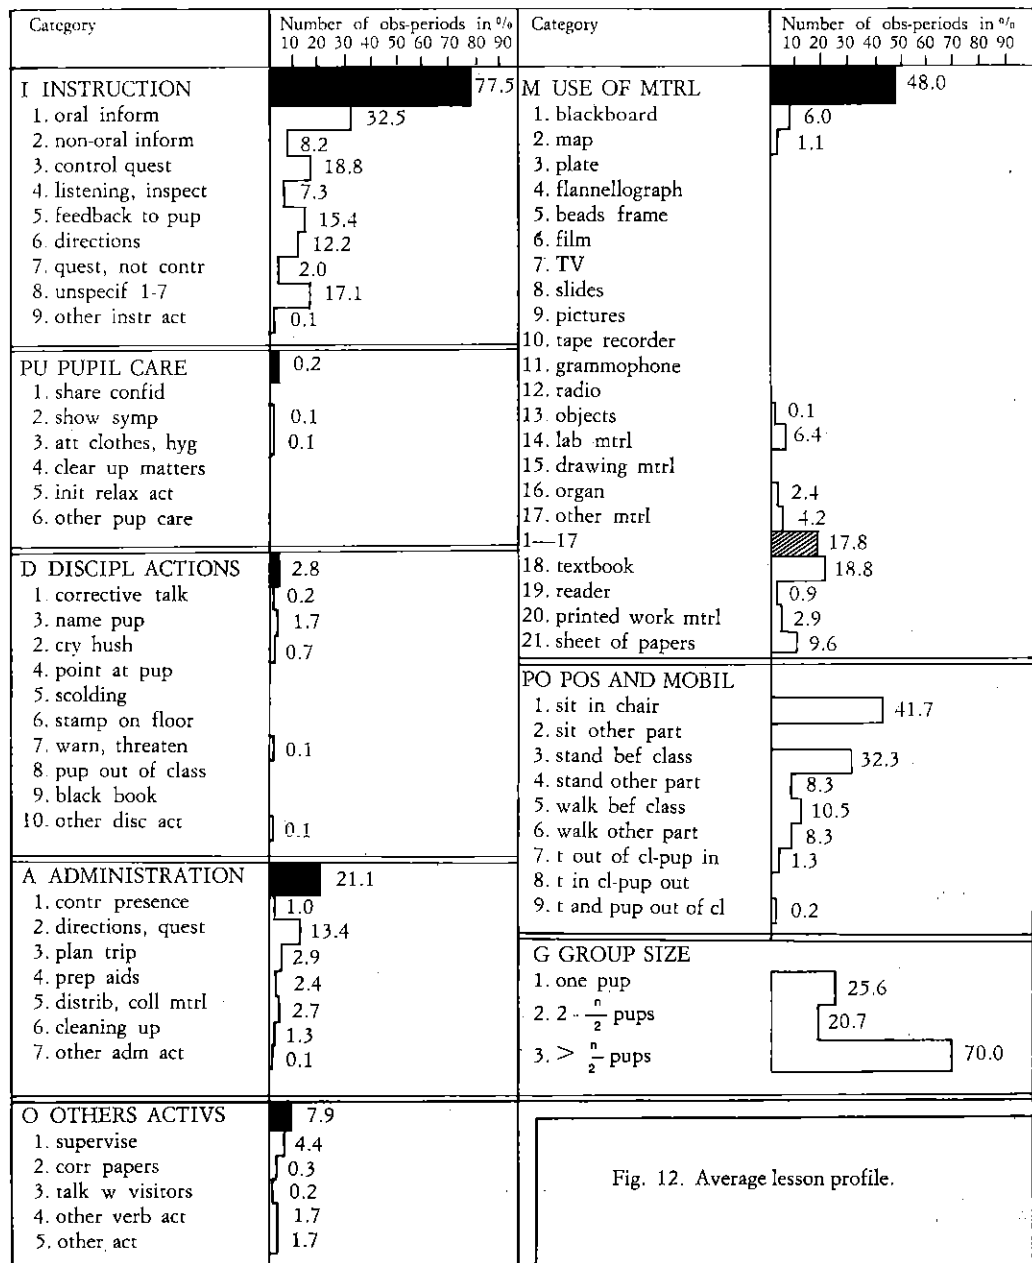 Category
Number of obs-periods in %
10 20 30 40 50 60 70 80 90
I INSTRUCTION 77.5
1. oral inform 32.5
2. non-oral inform 8.2
3. control quest 18.8
4. listening, inspect 7.3
5. feedback to pup 15.4
6. directions 12.2
7. quest, not contr 2.0
8. unspecif 1-7 17.1
9. other instr act 0.1
PU PUPIL CARE 0.2
1. share confid
2. show symp 0.1
3. att clothes, hyg 0.1
4. clear up matters
5. init relax act
6. other pup care
D DISCIPL ACTIONS 2.8
1. corrective talk 0.2
3. name pup 1.7
2. cry hush 0.7
4. point at pup
5. scolding
6. stamp on floor
7. warn, threaten 0.1
8. pup out of class
9. black book
10. other disc act 0.1
A ADMINISTRATION 21.1
1. contr presence 1.0
2. directions, quest 13.4
3. plan trip 2.9
4. prep aids 2.4
5. distrib, coll mtrl 2.7
6. cleaning up 1.3
7. other adm act 0.1
O OTHERS ACTIVS 7.9
1. supervise 4.4
2. corr papers 0.3
3. talk w visitors 0.2
4. other verb act 1.7
5. other act 1.7
Category
Number of obs-periods in %
10 20 30 40 50 60 70 80 90
M USE OF MTRL 48.0
1. blackboard 6.0
2. map 1.1
3. plate
4. flannellograph
5. beads frame
6. film
7. TV
8. slides
9. pictures
10. tape recorder
11. grammophone
12. radio
13. objects 0.1
14. lab mtrl 6.4
15. drawing mtrl
16. organ 2.4
17. other mtrl 4.2
1—17 17.8
18. textbook 18.8
19. reader 0.9
20. printed work mtrl 2.9
21. sheet of papers 9.6
PO POS AND MOBIL
1. sit in chair 41.7
2. sit other part
3. stand bef class 32.3
4. stand other part 8.3
5. walk bef class 10.5
6. walk other part 8.3
7. t out of cl-pup in 1.3
8. t in cl-pup out
9. t and pup out of cl 0.2
G GROUP SIZE
1. one pup 25.6
2. 2 - n/2 pups 20.7
3. > n/2 pups 70.0
Fig. 12. Average lesson profile.